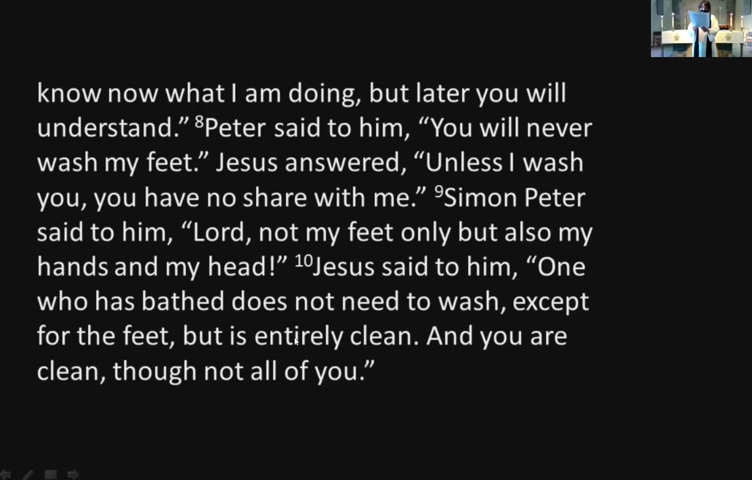 know now what I am doing, but later you will
understand.” ⁸Peter said to him, “You will never
wash my feet.” Jesus answered, “Unless I wash
you, you have no share with me.” ⁹Simon Peter
said to him, “Lord, not my feet only but also my
hands and my head!” ¹⁰Jesus said to him, “One
who has bathed does not need to wash, except
for the feet, but is entirely clean. And you are
clean, though not all of you.”